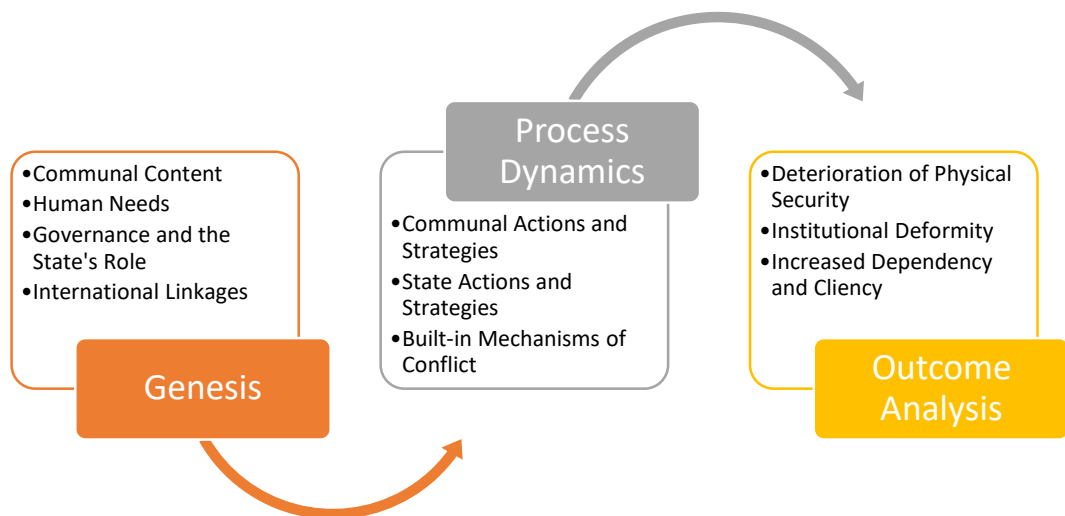 •Communal Content
•Human Needs
•Governance and the
State's Role
•International Linkages
Genesis
Process
Dynamics
•Communal Actions and
Strategies
•State Actions and
Strategies
•Built-in Mechanisms of
Conflict
•Deterioration of Physical
Security
•Institutional Deformity
•Increased Dependency
and Cliency
Outcome
Analysis